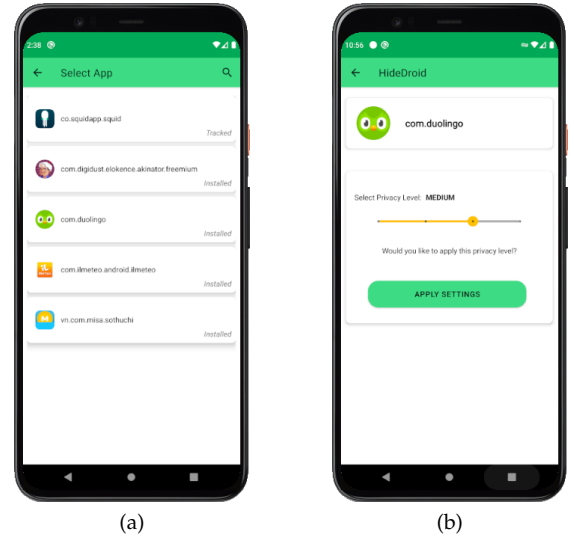 2:38
Select App
co.squidapp.squid
Tracked
com.digidust.elokence.akinator.freemium
Installed
com.duolingo
Installed
com.ilmeteo.android.ilmeteo
Installed
vn.com.misa.sothuchi
Installed
(a)
10:56
HideDroid
com.duolingo
Select Privacy Level: MEDIUM
Would you like to apply this privacy level?
APPLY SETTINGS
(b)